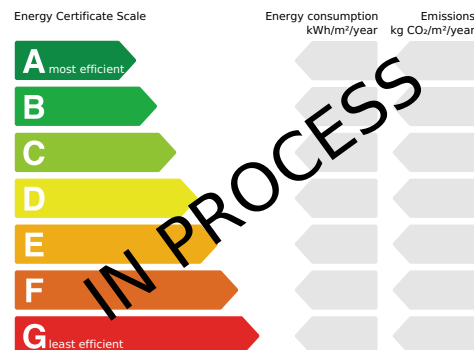 Energy Certificate Scale
Energy consumption
kWh/m²/year
Emissions
kg CO₂/m²/year
A most efficient
B
C
D
E
F
G least efficient
IN PROCESS